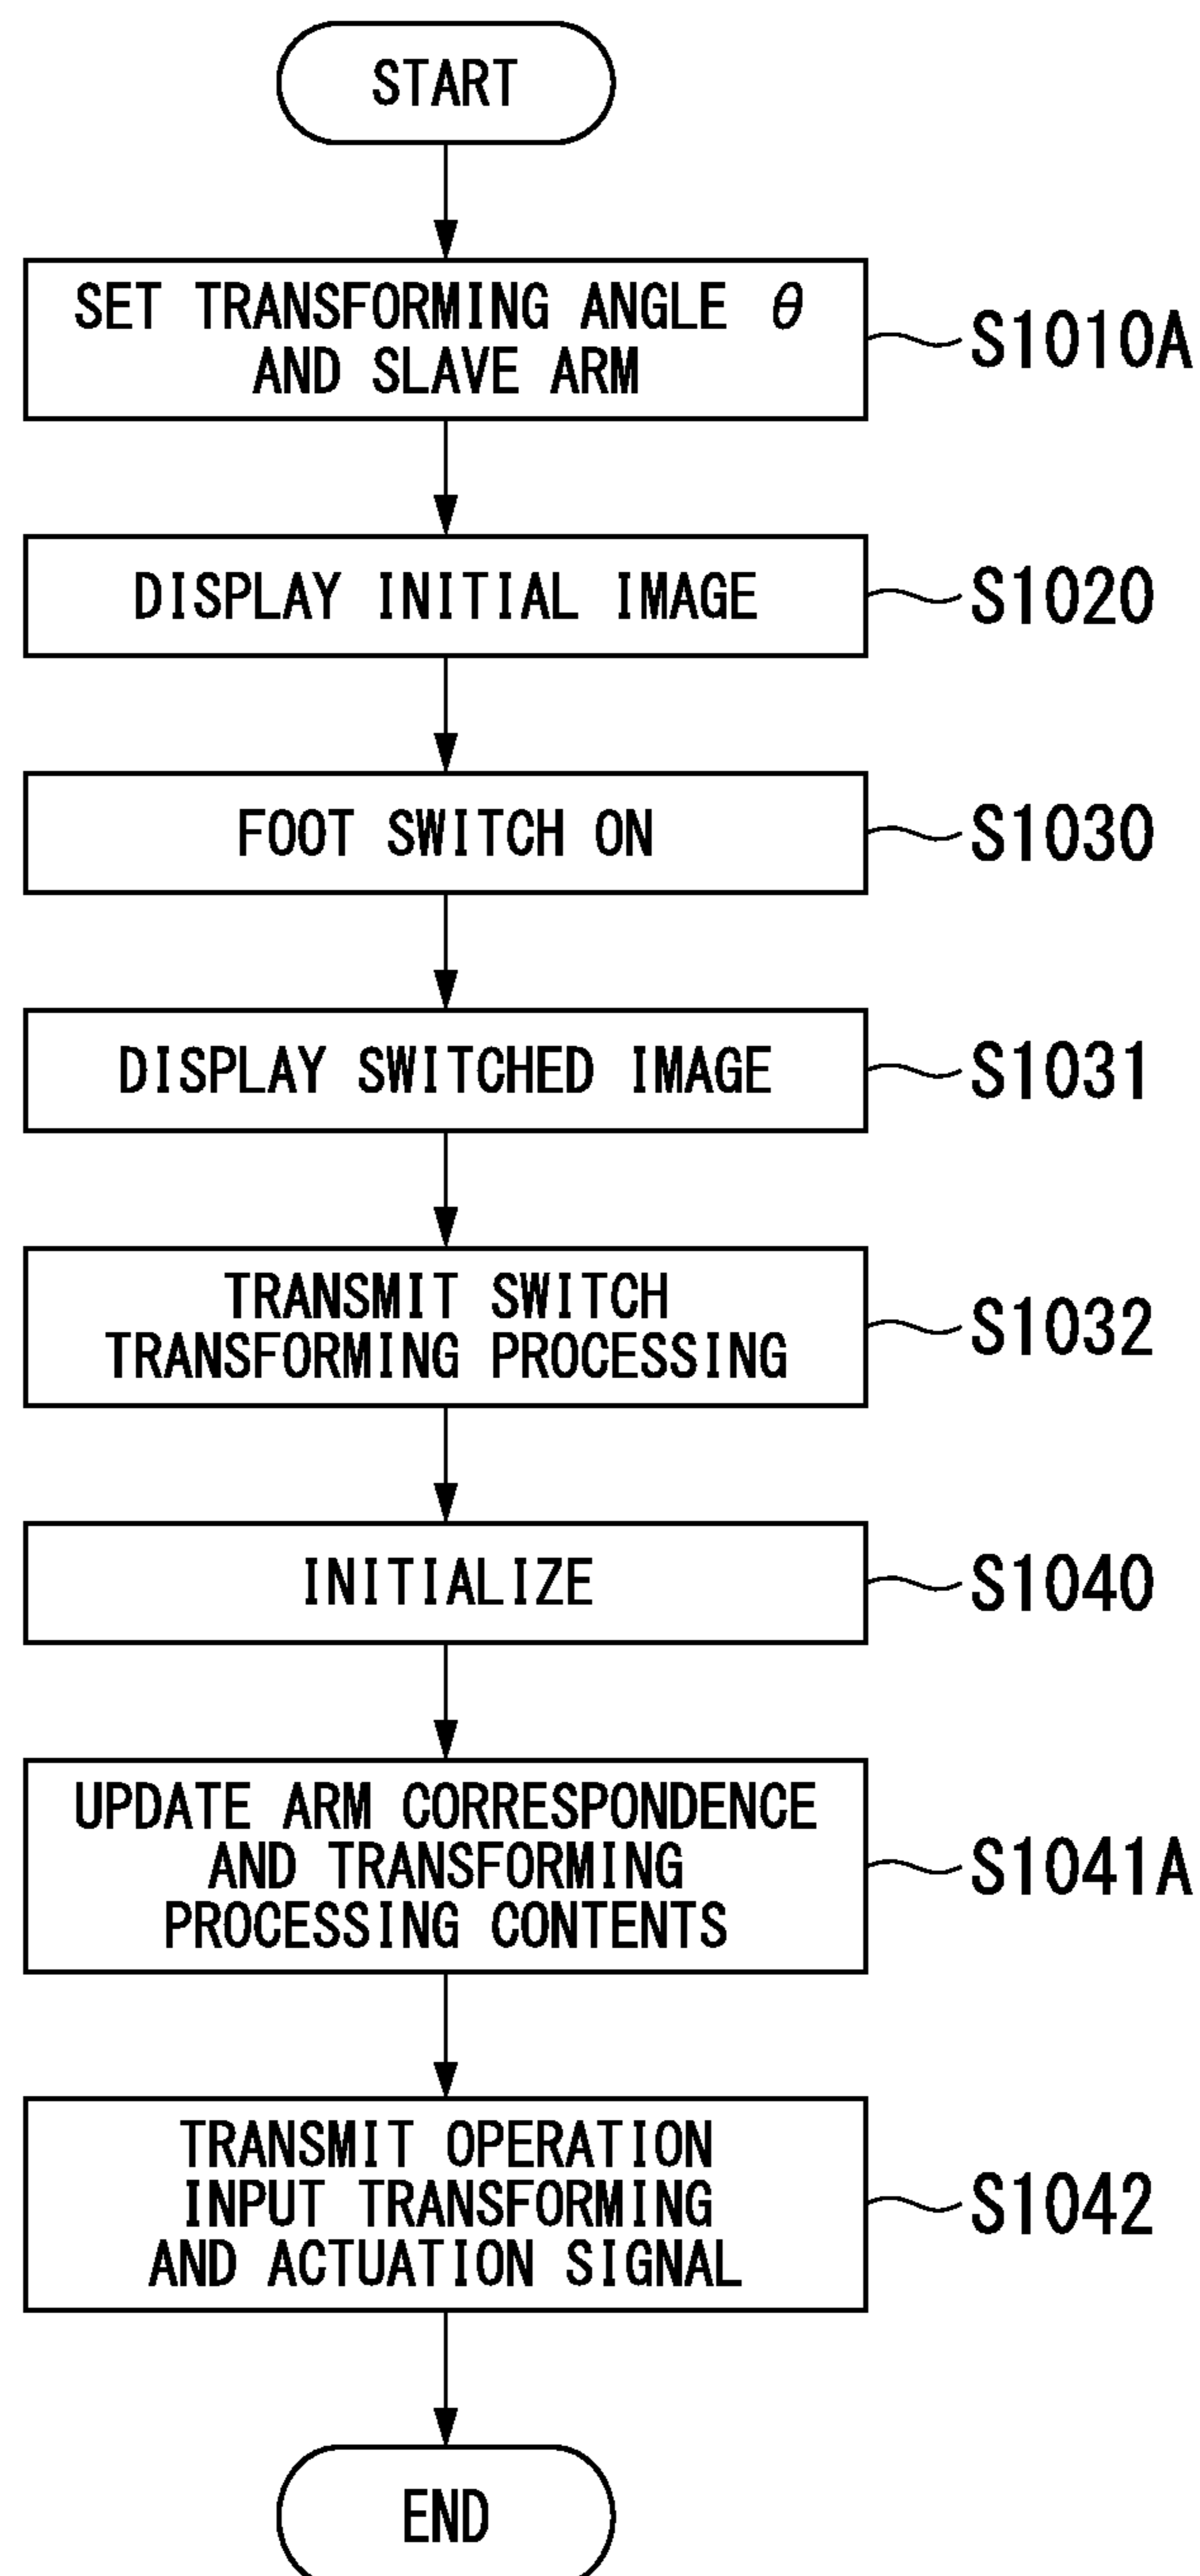 START
SET TRANSFORMING ANGLE θ
AND SLAVE ARM
S1010A
DISPLAY INITIAL IMAGE
S1020
FOOT SWITCH ON
S1030
DISPLAY SWITCHED IMAGE
S1031
TRANSMIT SWITCH
TRANSFORMING PROCESSING
S1032
INITIALIZE
S1040
UPDATE ARM CORRESPONDENCE
AND TRANSFORMING
PROCESSING CONTENTS
S1041A
TRANSMIT OPERATION
INPUT TRANSFORMING
AND ACTUATION SIGNAL
S1042
END